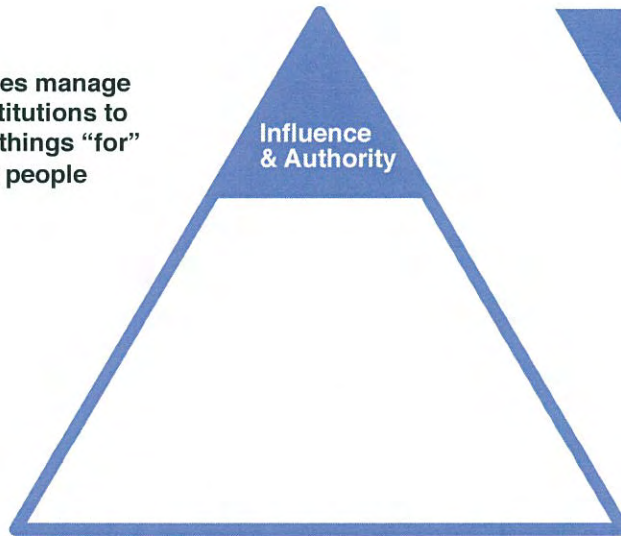 es manage
titutions to
things “for”
people
Influence
& Authority